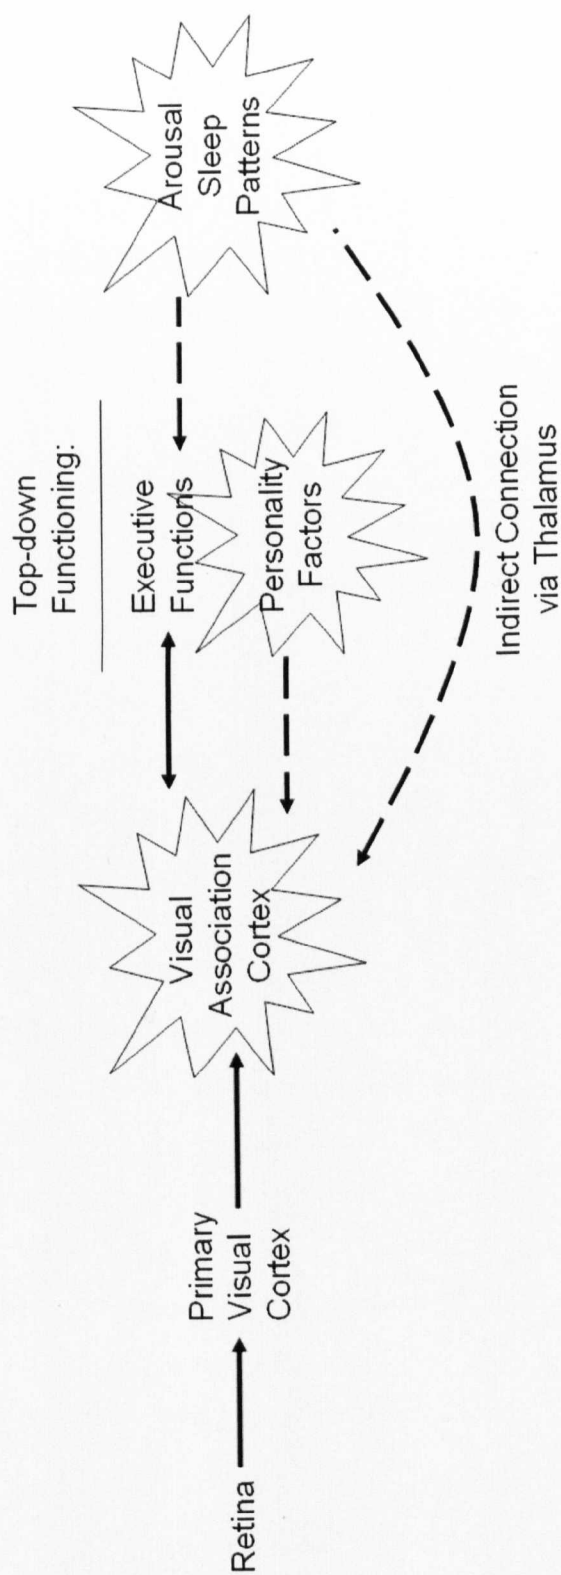 Retina
Primary
Visual
Cortex
Visual
Association
Cortex
Top-down
Functioning:
Executive
Functions
Personality
Factors
Arousal
Sleep
Patterns
Indirect Connection
via Thalamus